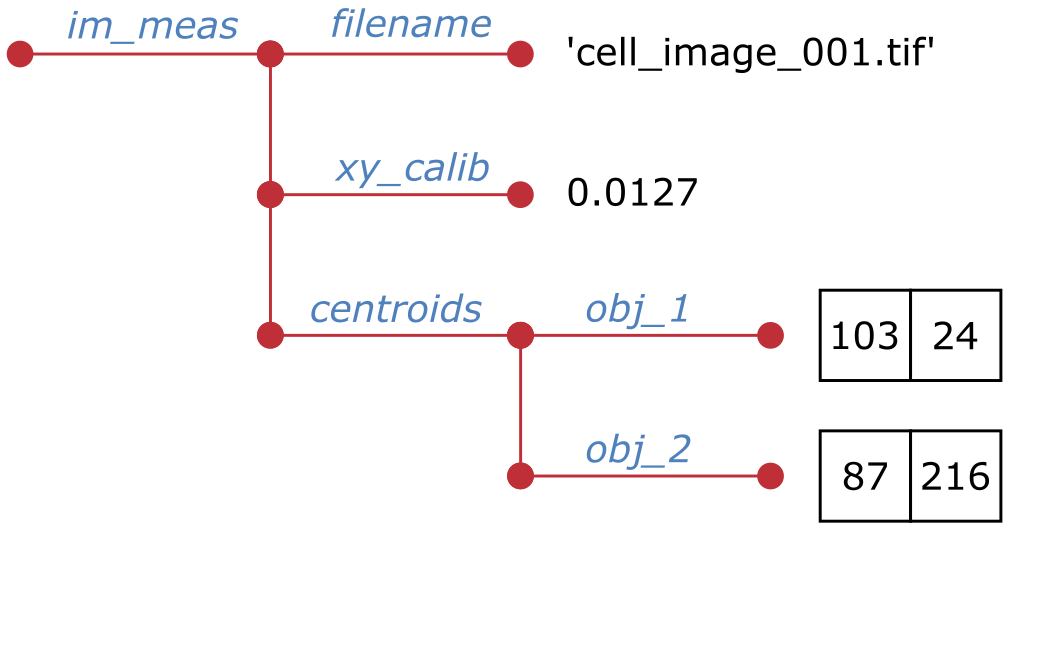 im_meas filename 'cell_image_001.tif'
xy_calib 0.0127
centroids obj_1 103 24
obj_2 87 216